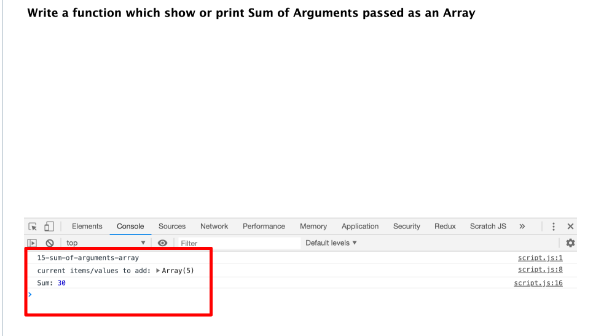 Write a function which show or print Sum of Arguments passed as an Array
Elements Console Sources Network Performance Memory Application Security Redux Scratch JS »
top ▼ Filter Default levels ▼
15-sum-of-arguments-array script.js:1
current items/values to add: ▶ Array(5) script.js:8
Sum: 30 script.js:16
>